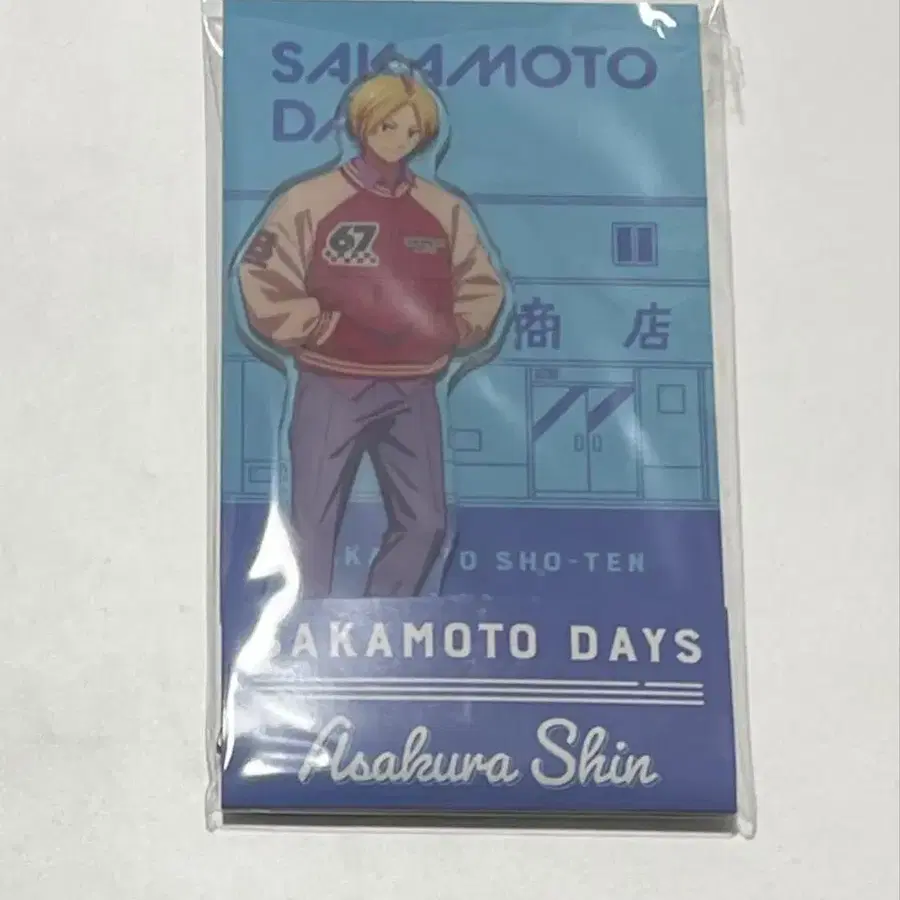 SAKAMOTO
DA
67
商店
SHO-TEN
SAKAMOTO DAYS
Asakura Shin